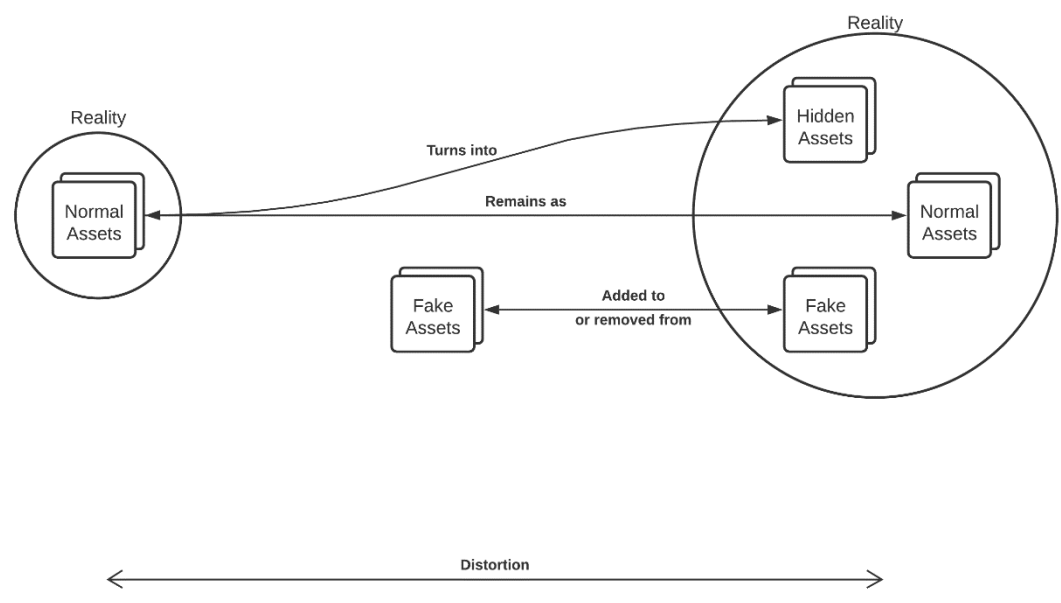 Reality
Reality
Hidden
Assets
Turns into
Normal
Assets
Remains as
Normal
Assets
Fake
Assets
Added to
or removed from
Fake
Assets
Distortion